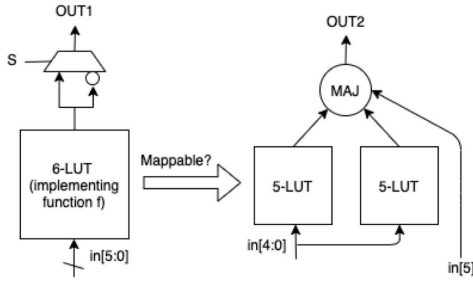 OUT1
S
6-LUT
(implementing
function f)
in[5:0]
Mappable?
OUT2
MAJ
5-LUT
5-LUT
in[4:0]
in[5]